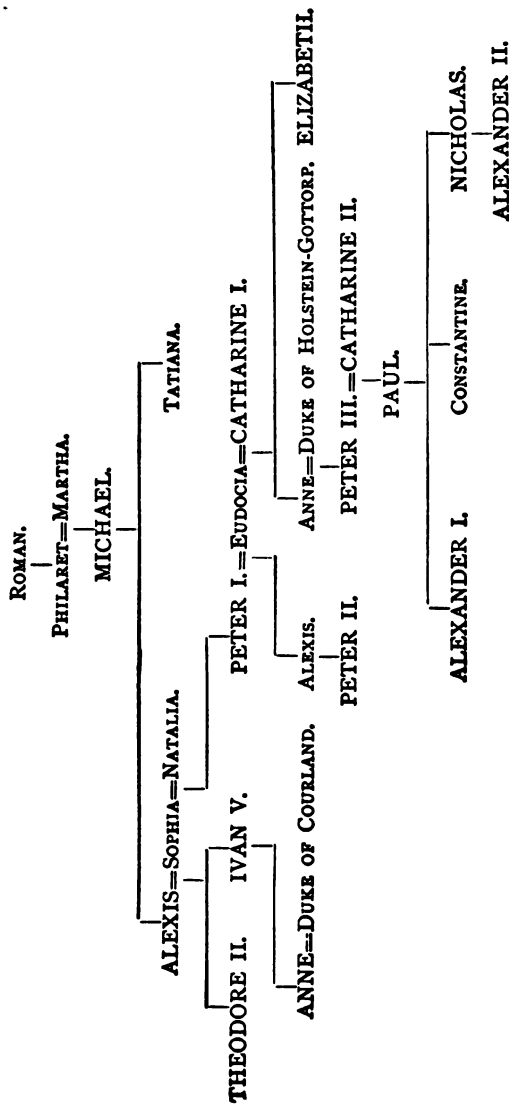 ROMAN.
PHILARET=MARTHA.
MICHAEL.
ALEXIS=SOPHIA=NATALIA. TATIANA.
THEODORE II. IVAN V. PETER I.=EUDOCIA=CATHARINE I.
ANNE=DUKE OF COURLAND. ALEXIS. ANNE=DUKE OF HOLSTEIN-GOTTORP. ELIZABETH.
PETER II. PETER III.=CATHARINE II.
PAUL.
ALEXANDER I. CONSTANTINE. NICHOLAS.
ALEXANDER II.